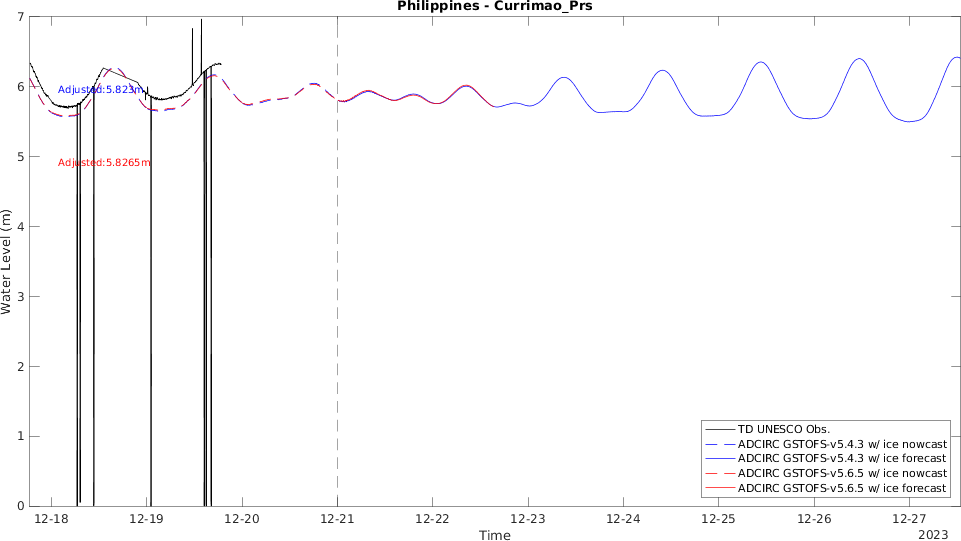 Philippines - Currimao_Prs
7
6
5
4
3
2
1
0
Water Level (m)
Adjusted:5.823m
Adjusted:5.8265m
TD UNESCO Obs.
ADCIRC GSTOFS-v5.4.3 w/ ice nowcast
ADCIRC GSTOFS-v5.4.3 w/ ice forecast
ADCIRC GSTOFS-v5.6.5 w/ ice nowcast
ADCIRC GSTOFS-v5.6.5 w/ ice forecast
12-18 12-19 12-20 12-21 12-22 12-23 12-24 12-25 12-26 12-27
Time
2023